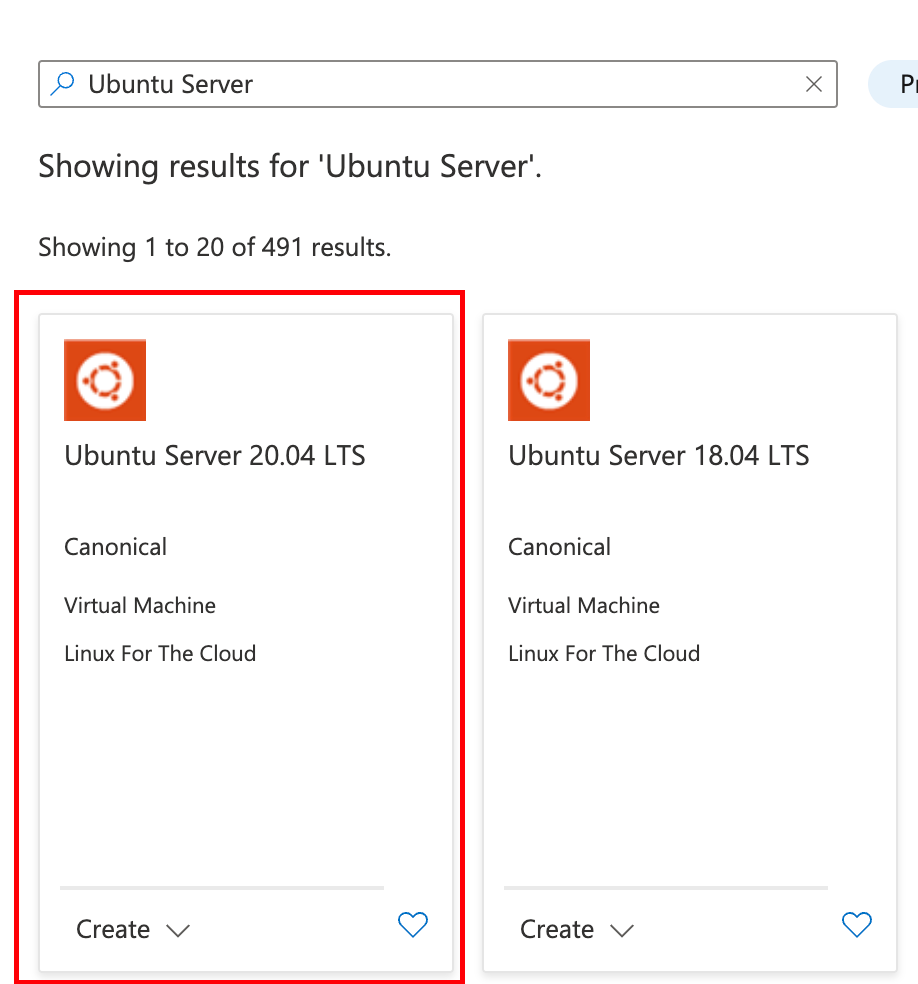 Ubuntu Server
Showing results for 'Ubuntu Server'.
Showing 1 to 20 of 491 results.
Ubuntu Server 20.04 LTS
Canonical
Virtual Machine
Linux For The Cloud
Create
Ubuntu Server 18.04 LTS
Canonical
Virtual Machine
Linux For The Cloud
Create